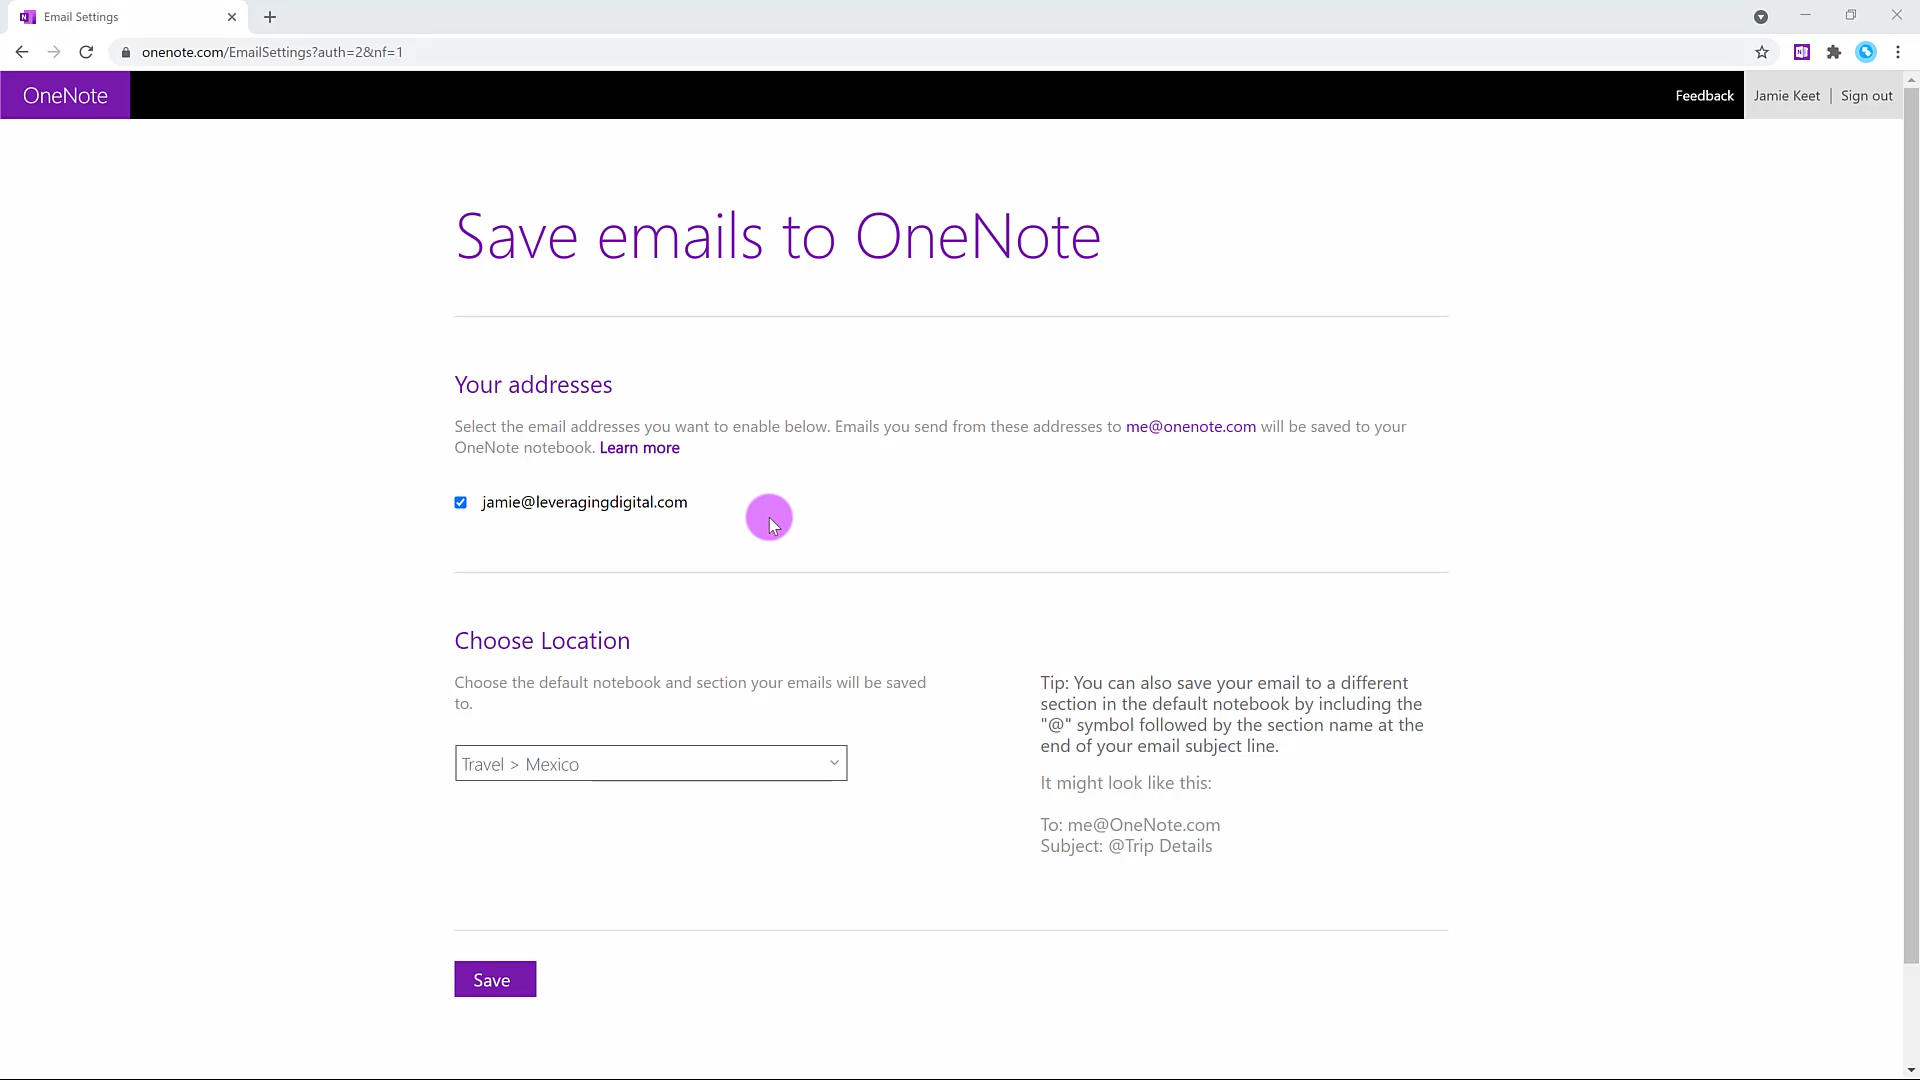 Email Settings
onenote.com/EmailSettings?auth=2&nf=1
OneNote
Feedback
Jamie Keet | Sign out
Save emails to OneNote
Your addresses
Select the email addresses you want to enable below. Emails you send from these addresses to me@onenote.com will be saved to your
OneNote notebook. Learn more
jamie@leveragingdigital.com
Choose Location
Choose the default notebook and section your emails will be saved
to.
Travel > Mexico
Tip: You can also save your email to a different
section in the default notebook by including the
"@" symbol followed by the section name at the
end of your email subject line.
It might look like this:
To: me@OneNote.com
Subject: @Trip Details
Save